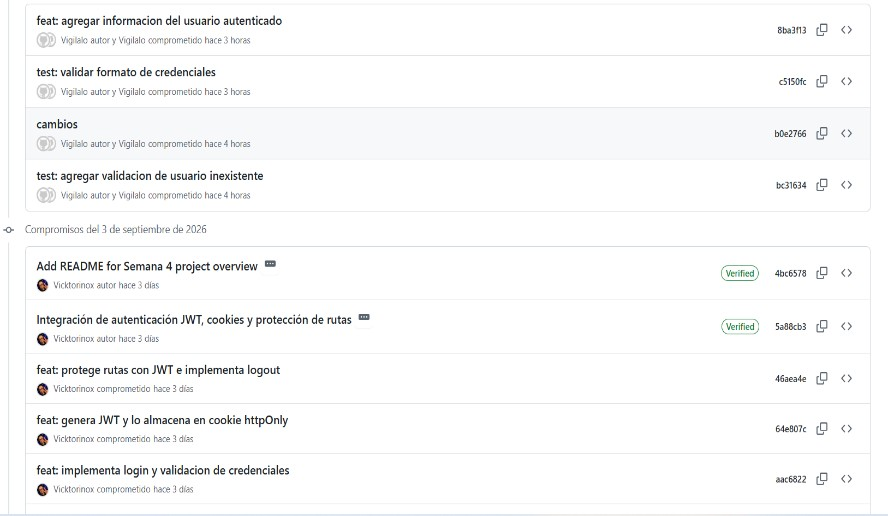 feat: agregar informacion del usuario autenticado
Vigilalo autor y Vigilalo comprometido hace 3 horas
8ba3f13
test: validar formato de credenciales
Vigilalo autor y Vigilalo comprometido hace 3 horas
c5150fc
cambios
Vigilalo autor y Vigilalo comprometido hace 4 horas
b0e2766
test: agregar validacion de usuario inexistente
Vigilalo autor y Vigilalo comprometido hace 4 horas
bc31634
Compromisos del 3 de septiembre de 2026
Add README for Semana 4 project overview
Vicktorinox autor hace 3 días
Verified 4bc6578
Integración de autenticación JWT, cookies y protección de rutas
Vicktorinox autor hace 3 días
Verified 5a88cb3
feat: protege rutas con JWT e implementa logout
Vicktorinox comprometido hace 3 días
46aea4e
feat: genera JWT y lo almacena en cookie httpOnly
Vicktorinox comprometido hace 3 días
64e807c
feat: implementa login y validacion de credenciales
Vicktorinox comprometido hace 3 días
aac6822